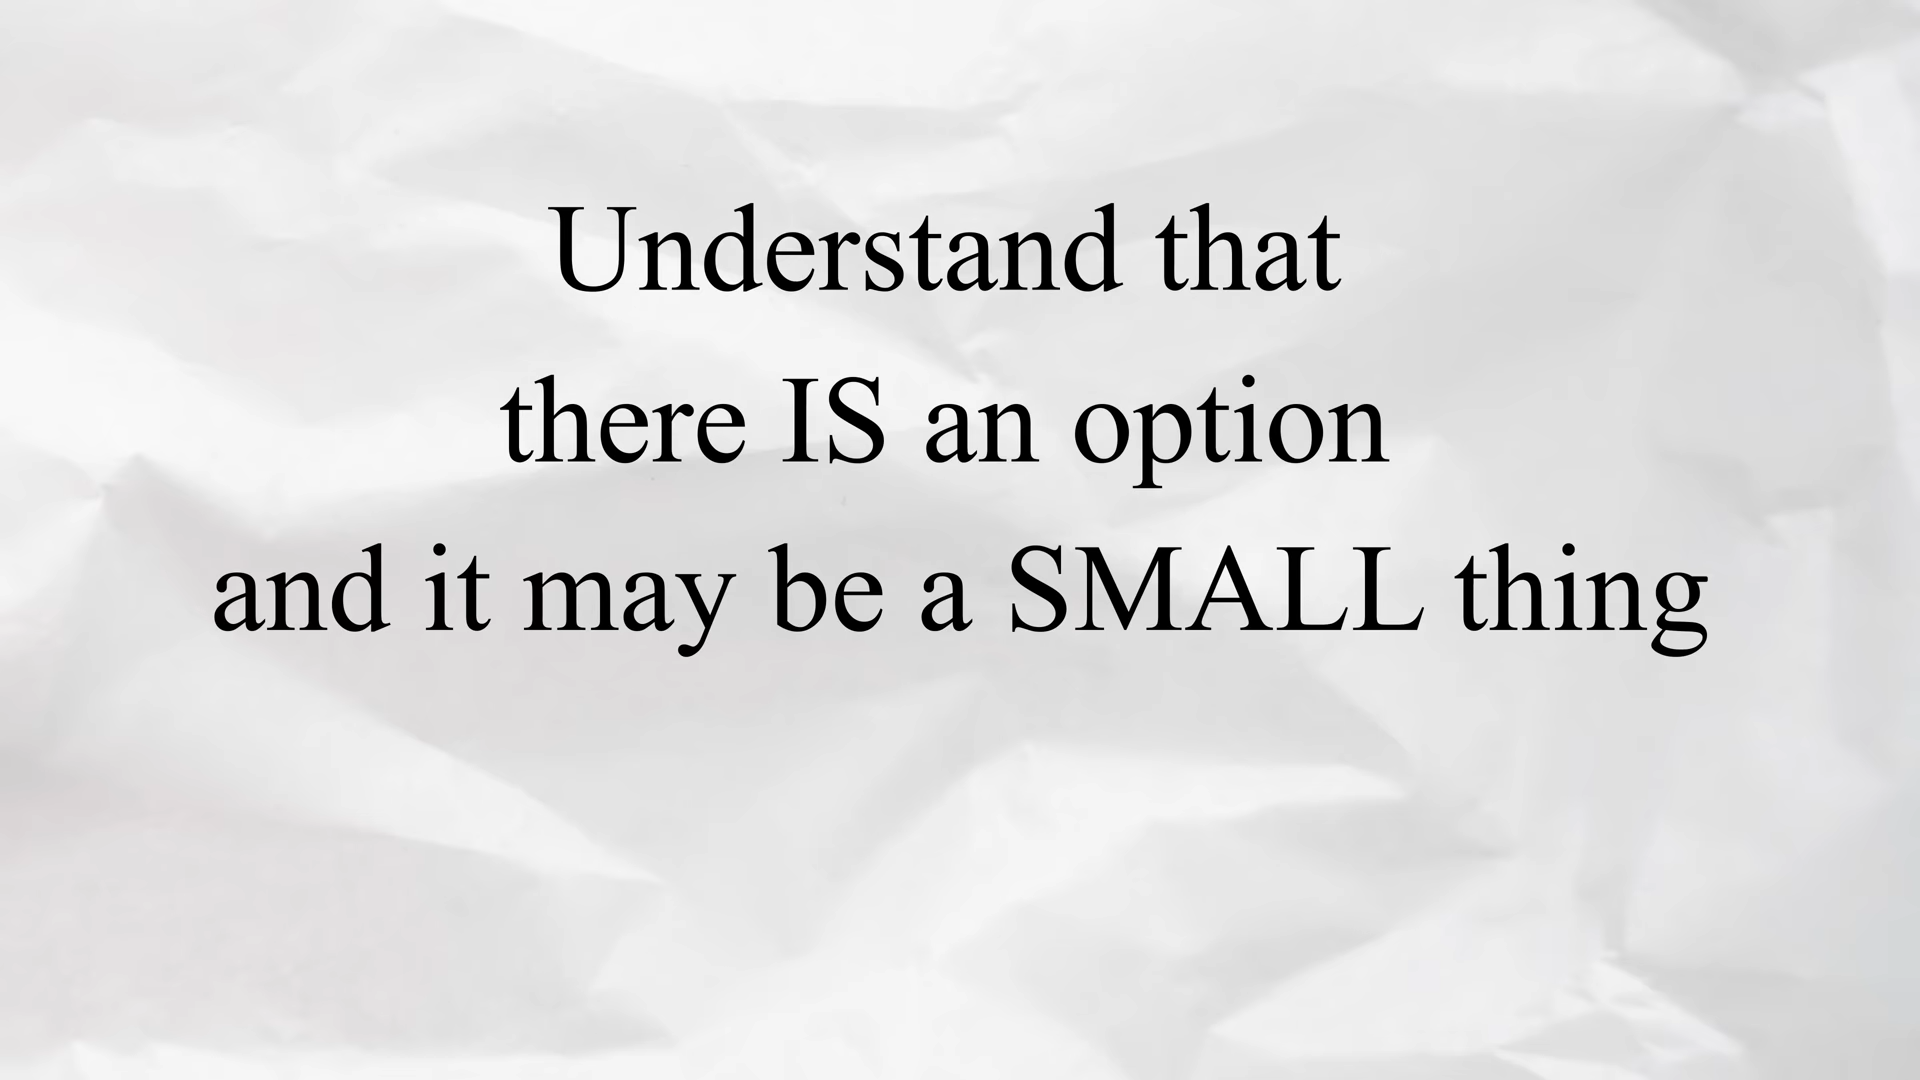 Understand that
there IS an option
and it may be a SMALL thing